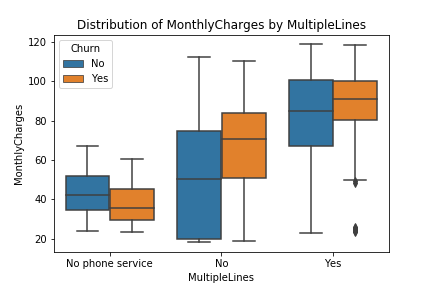 Distribution of MonthlyCharges by MultipleLines
Churn
No
Yes
120
100
80
60
40
20
MonthlyCharges
No phone service
No
Yes
MultipleLines